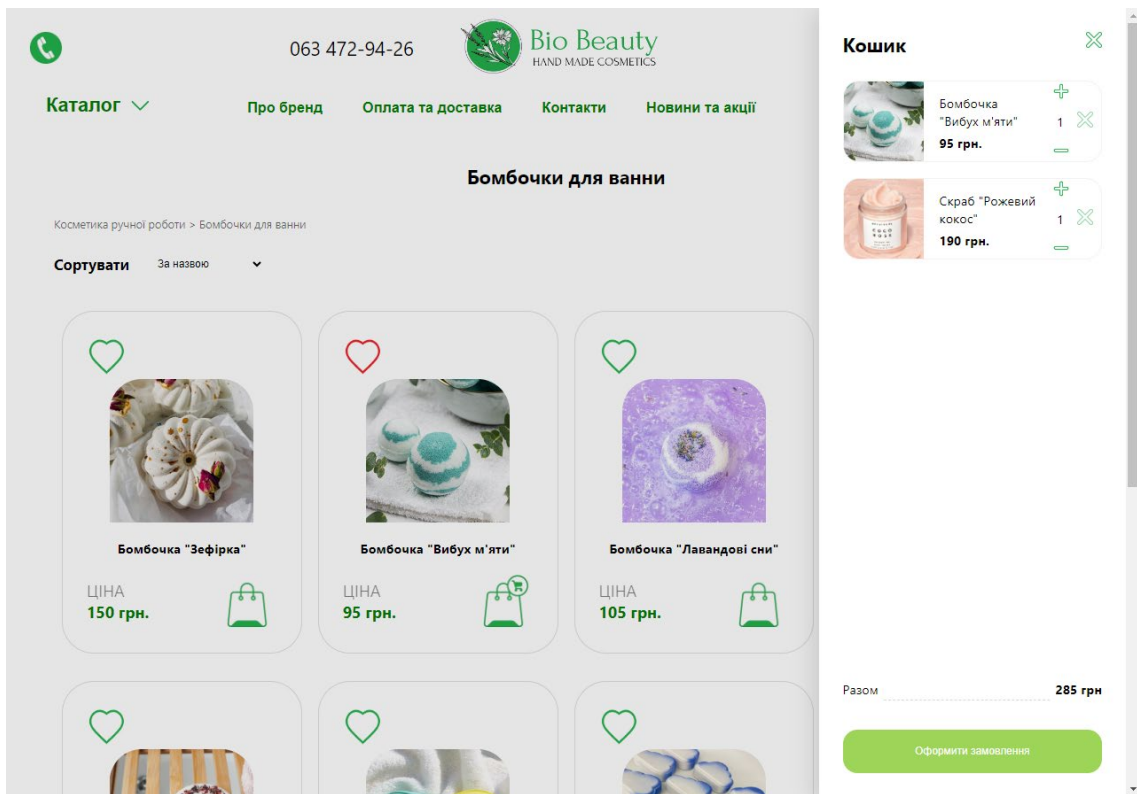 063 472-94-26
Bio Beauty
HAND MADE COSMETICS
Каталог
Про бренд
Оплата та доставка
Контакти
Новини та акції
Бомбочки для ванни
Косметика ручної роботи > Бомбочки для ванни
Сортувати
За назвою
Бомбочка "Зефірка"
ЦІНА
150 грн.
Бомбочка "Вибух м'яти"
ЦІНА
95 грн.
Бомбочка "Лавандові сни"
ЦІНА
105 грн.
Кошик
Бомбочка
"Вибух м'яти"
95 грн.
1
Скраб "Рожевий
кокос"
190 грн.
1
COCO
ROSE
Разом
285 грн
Оформити замовлення